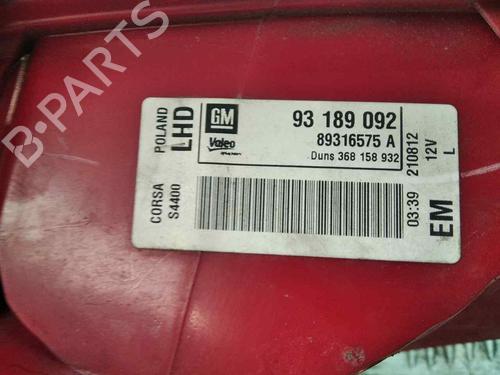 B-PARTS
POLAND
LHD
GM
Valeo
93 189 092
89316575 A
Duns 368 158 932
CORSA
S4400
03:39 210812
12V L
EM